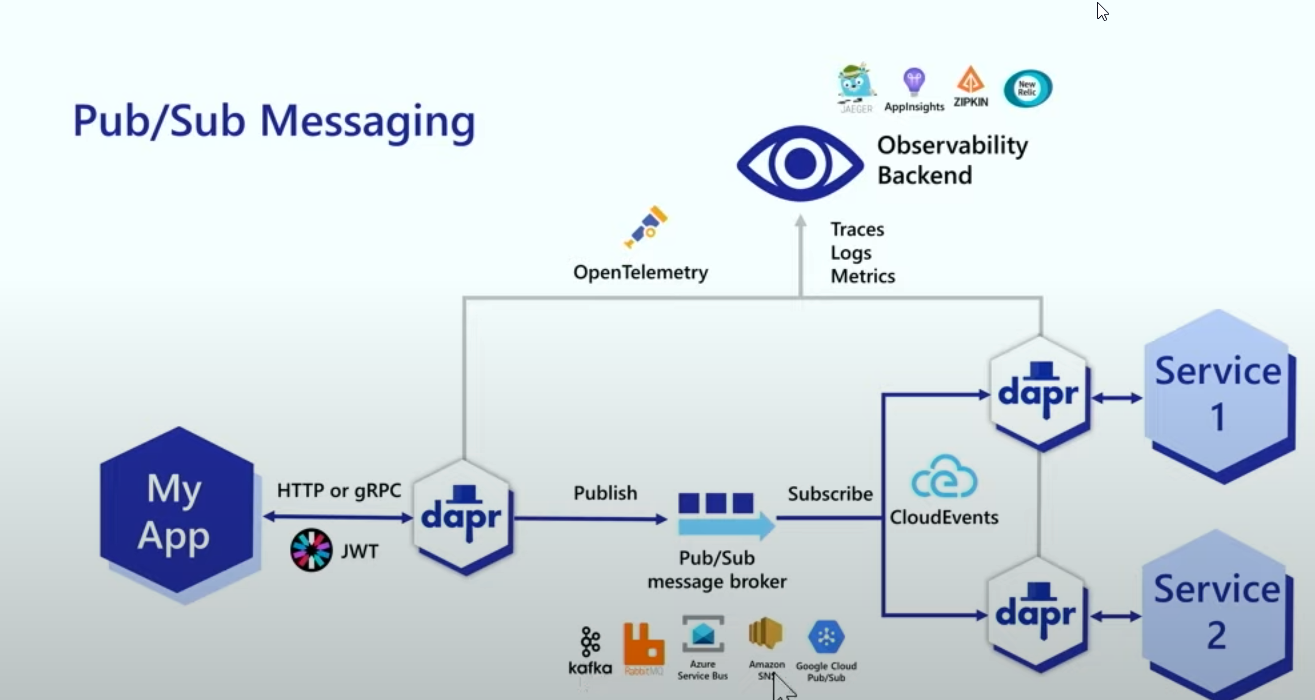 Pub/Sub Messaging
JAEGER
AppInsights
ZIPKIN
New
Relic
Observability
Backend
Traces
Logs
Metrics
OpenTelemetry
My
App
HTTP or gRPC
JWT
dapr
Publish
Pub/Sub
message broker
Subscribe
CloudEvents
dapr
Service
1
dapr
Service
2
kafka
RabbitMQ
Azure
Service Bus
Amazon
SNS
Google Cloud
Pub/Sub